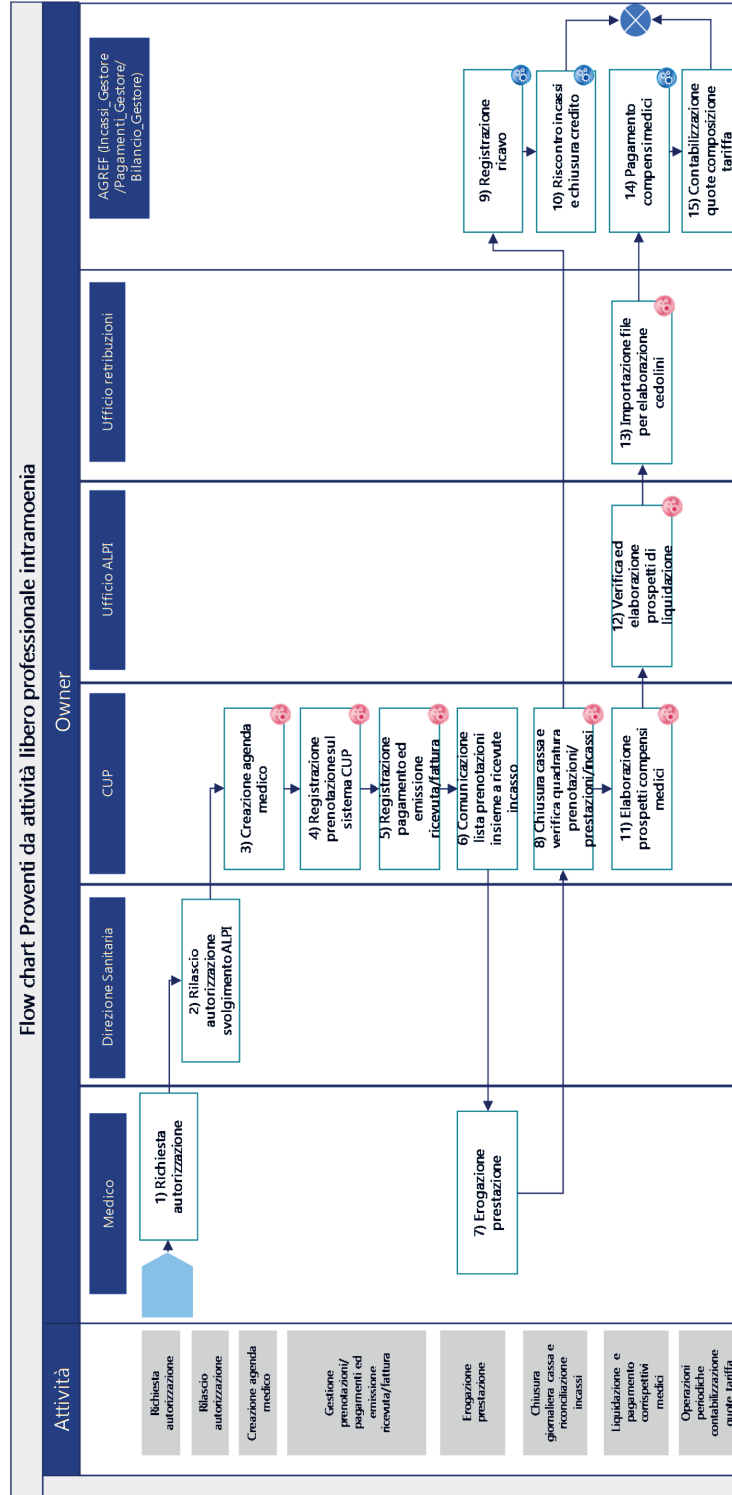 Flow chart Proventi da attività libero professionale intramoenia
Attività
Owner
Medico
Direzione Sanitaria
CUP
Ufficio ALPI
Ufficio retribuzioni
AGREF (Incassi_Gestore
/Pagamenti_Gestore/
Bilancio_Gestore)
Richiesta
autorizzazione
1) Richiesta
autorizzazione
Rilascio
autorizzazione
2) Rilascio
autorizzazione
svolgimento ALPI
Creazione agenda
medico
3) Creazione agenda
medico
Gestione
prenotazioni/
pagamenti ed
emissione
ricevuta/fattura
4) Registrazione
prenotazione sul
sistema CUP
5) Registrazione
pagamento ed
emissione
ricevuta/fattura
Erogazione
prestazione
6) Comunicazione
lista prenotazioni
insieme a ricevute
incasso
7) Erogazione
prestazione
9) Registrazione
ricavo
Chiusura
giornaliera cassa e
riconciliazione
incassi
8) Chiusura cassa e
verifica quadratura
prenotazioni/
prestazioni/incassi
10) Riscontro incassi
e chiusura credito
Liquidazione e
pagamento
corrispettivi
medici
11) Elaborazione
prospetti compensi
medici
12) Verifica ed
elaborazione
prospetti di
liquidazione
13) Importazione file
per elaborazione
cedolini
14) Pagamento
compensi medici
Operazioni
periodiche
contabilizzazione
quote tariffa
15) Contabilizzazione
quote composizione
tariffa